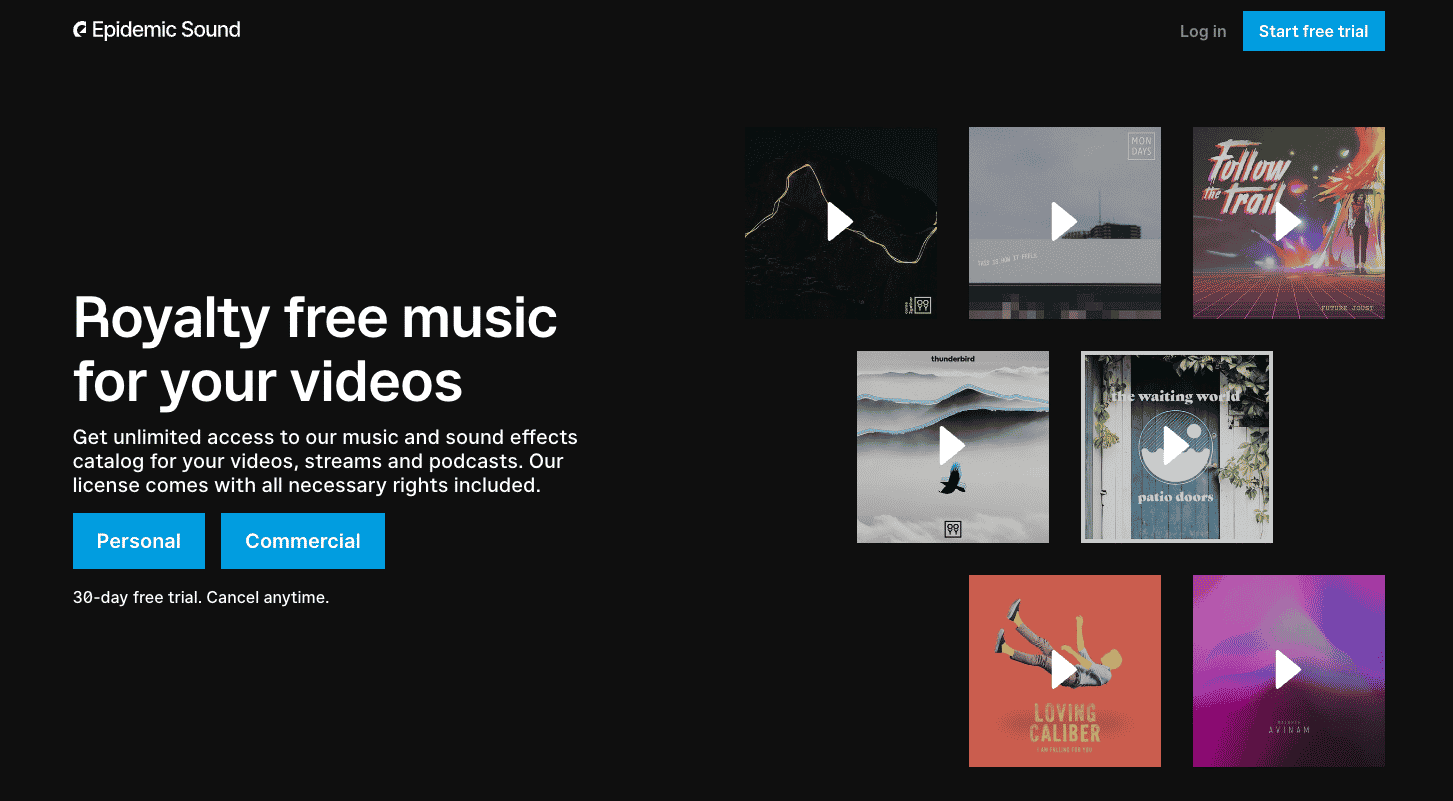 Epidemic Sound
Log in
Start free trial
MON
DAYS
THIS IS HOW IT FEELS
Follow
the trail
FUTURE JOUST
Royalty free music
for your videos
Get unlimited access to our music and sound effects
catalog for your videos, streams and podcasts. Our
license comes with all necessary rights included.
Personal
Commercial
30-day free trial. Cancel anytime.
thunderbird
the waiting world
patio doors
LOVING
CALIBER
I AM FALLING FOR YOU
AVINAM